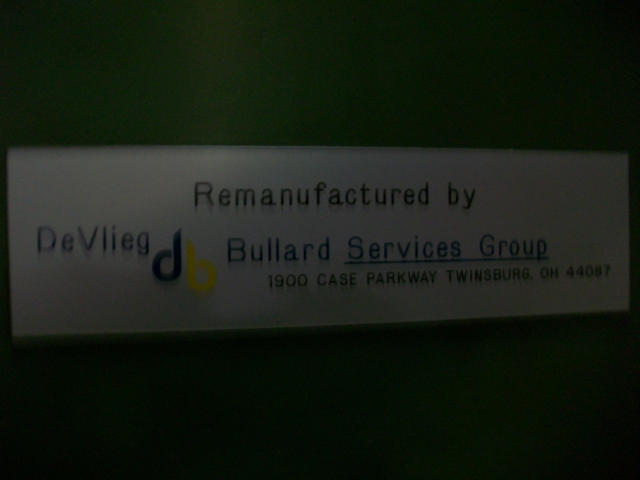 Remanufactured by
DeVlieg db Bullard Services Group
1900 CASE PARKWAY TWINSBURG, OH 44087